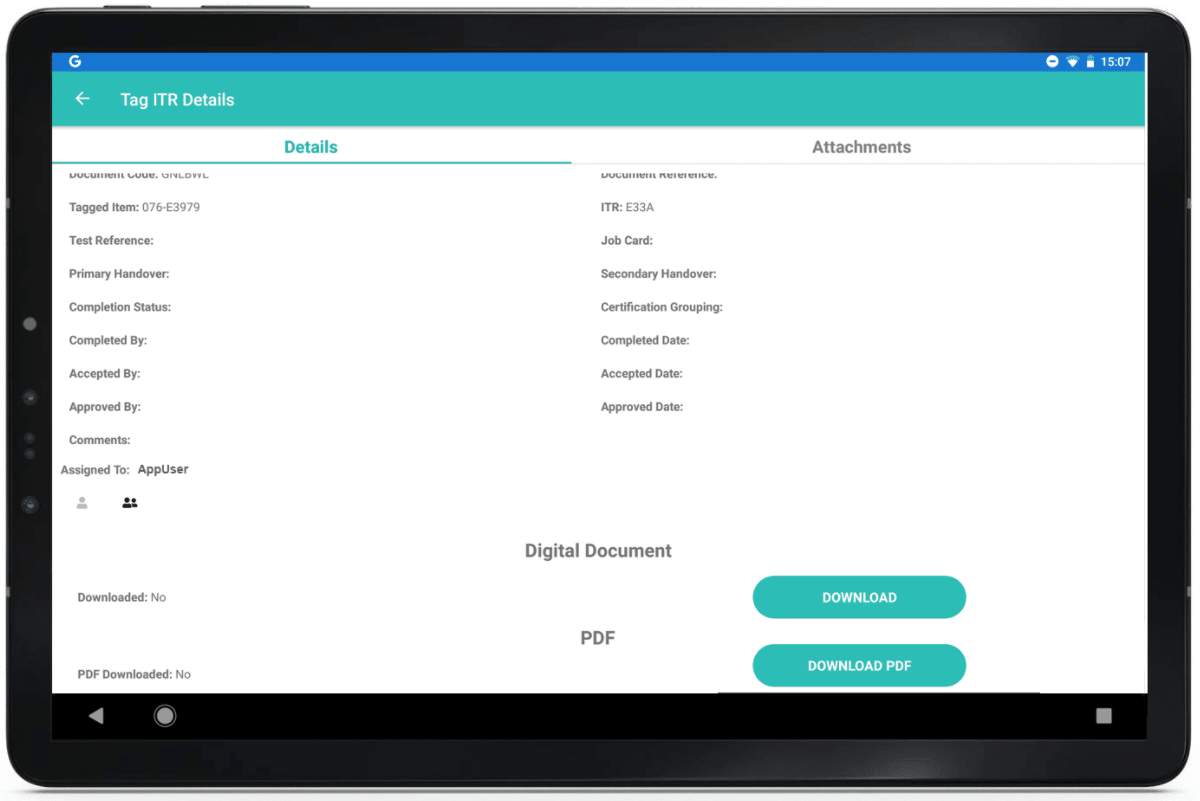 G 15:07
Tag ITR Details
Details Attachments
Document Code: GNLBWL Document Reference:
Tagged Item: 076-E3979 ITR: E33A
Test Reference: Job Card:
Primary Handover: Secondary Handover:
Completion Status: Certification Grouping:
Completed By: Completed Date:
Accepted By: Accepted Date:
Approved By: Approved Date:
Comments:
Assigned To: AppUser
Digital Document
Downloaded: No DOWNLOAD
PDF
PDF Downloaded: No DOWNLOAD PDF